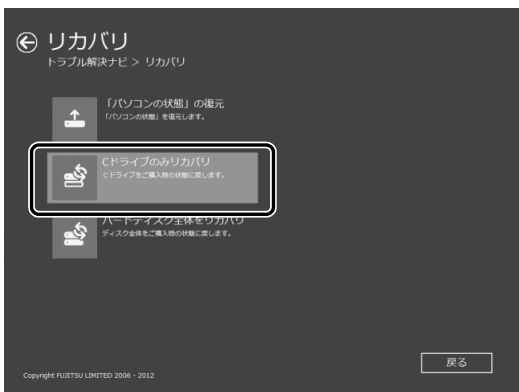 リカバリ
トラブル解決ナビ > リカバリ
「パソコンの状態」の復元
「パソコンの状態」を復元します。
Cドライブのみリカバリ
Cドライブをご購入時の状態に戻します。
ハードディスク全体をリカバリ
ディスク全体をご購入時の状態に戻します。
戻る
Copyright FUJITSU LIMITED 2006 - 2012